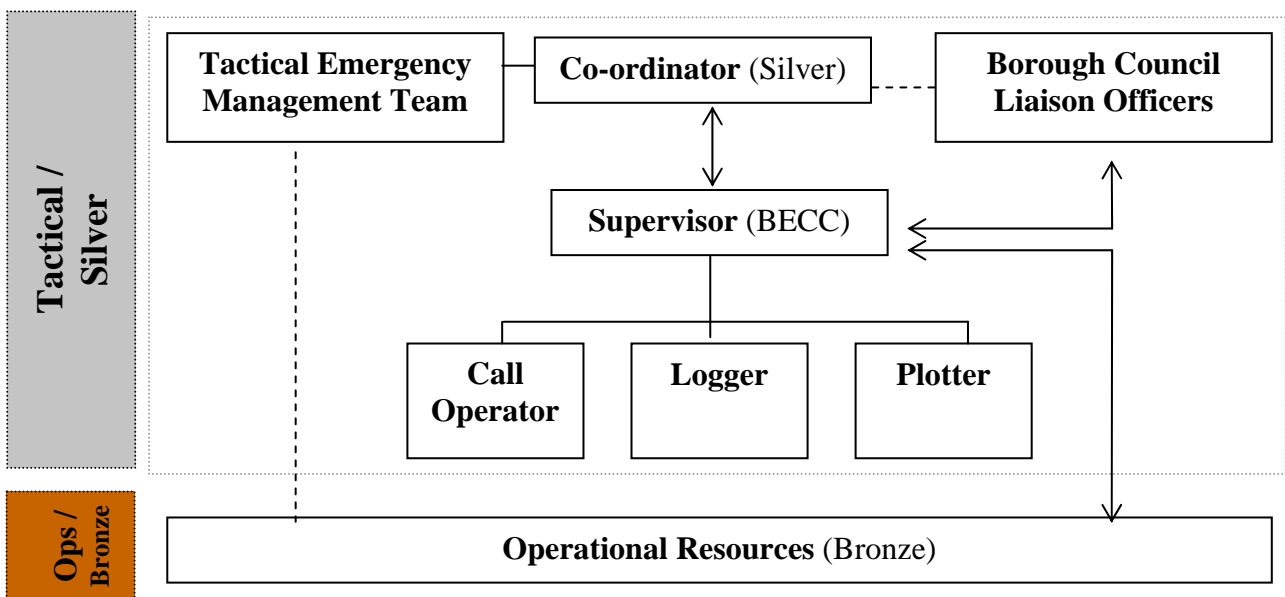 Tactical /
Silver
Tactical Emergency
Management Team
Co-ordinator (Silver)
Borough Council
Liaison Officers
Supervisor (BECC)
Call
Operator
Logger
Plotter
Ops /
Bronze
Operational Resources (Bronze)